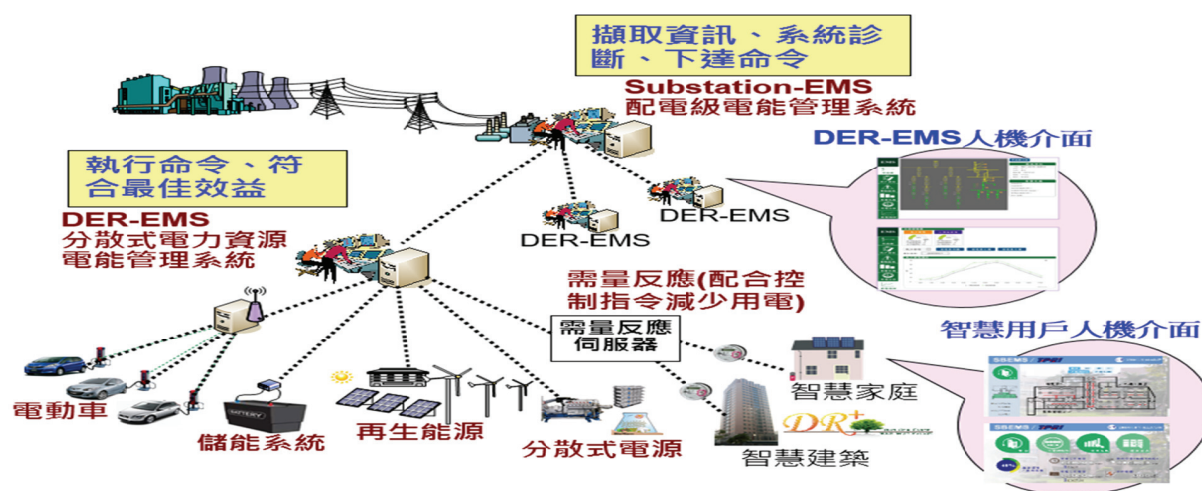 擷取資訊、系統診
斷、下達命令
Substation-EMS
配電級電能管理系統
DER-EMS人機介面
執行命令、符
合最佳效益
DER-EMS
分散式電力資源
電能管理系統
DER-EMS
DER-EMS
需量反應(配合控
制指令減少用電)
需量反應
伺服器
智慧用戶人機介面
電動車
BATTERY
儲能系統
再生能源
分散式電源
智慧家庭
DR+
智慧建築